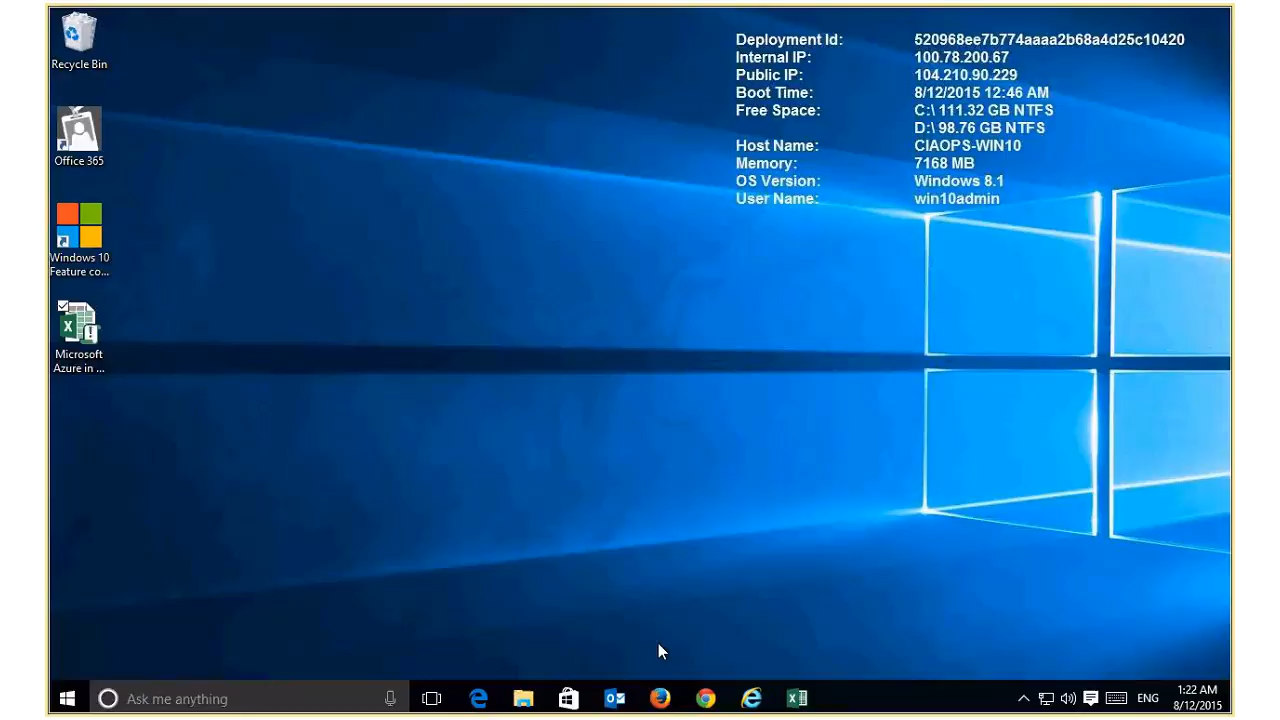 Recycle Bin
Office 365
Windows 10
Feature co...
Microsoft
Azure in ...
Deployment Id: 520968ee7b774aaaa2b68a4d25c10420
Internal IP: 100.78.200.67
Public IP: 104.210.90.229
Boot Time: 8/12/2015 12:46 AM
Free Space: C:\ 111.32 GB NTFS
D:\ 98.76 GB NTFS
Host Name: CIAOPS-WIN10
Memory: 7168 MB
OS Version: Windows 8.1
User Name: win10admin
Ask me anything
ENG
1:22 AM
8/12/2015